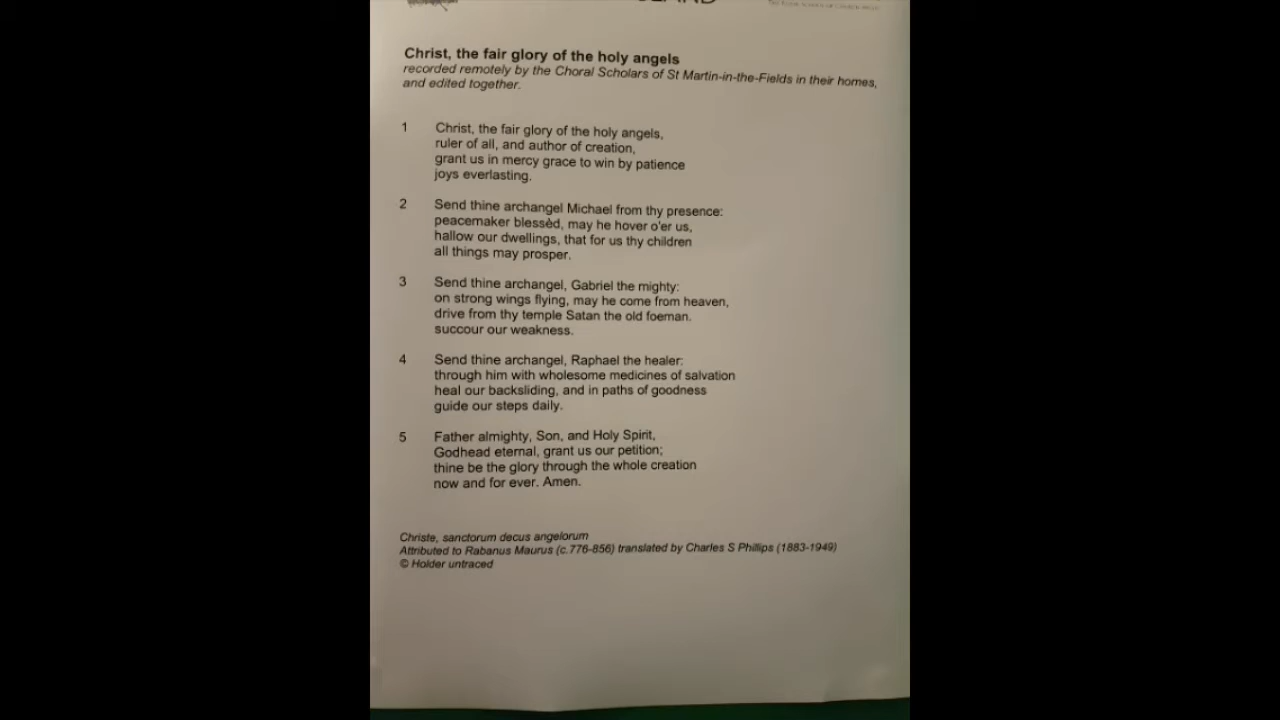 Christ, the fair glory of the holy angels
recorded remotely by the Choral Scholars of St Martin-in-the-Fields in their homes,
and edited together.
1 Christ, the fair glory of the holy angels,
ruler of all, and author of creation,
grant us in mercy grace to win by patience
joys everlasting.
2 Send thine archangel Michael from thy presence:
peacemaker blessèd, may he hover o'er us,
hallow our dwellings, that for us thy children
all things may prosper.
3 Send thine archangel, Gabriel the mighty:
on strong wings flying, may he come from heaven,
drive from thy temple Satan the old foeman.
succour our weakness.
4 Send thine archangel, Raphael the healer:
through him with wholesome medicines of salvation
heal our backsliding, and in paths of goodness
guide our steps daily.
5 Father almighty, Son, and Holy Spirit,
Godhead eternal, grant us our petition;
thine be the glory through the whole creation
now and for ever. Amen.
Christe, sanctorum decus angelorum
Attributed to Rabanus Maurus (c.776-856) translated by Charles S Phillips (1883-1949)
© Holder untraced